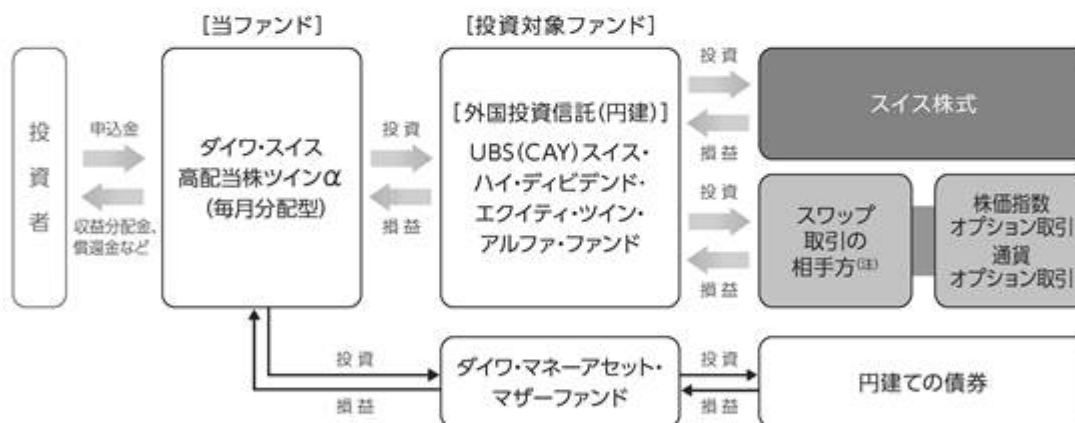 [当ファンド]
[投資対象ファンド]
投資者
申込金
収益分配金、
償還金など
ダイワ・スイス
高配当株ツインα
(毎月分配型)
投資
損益
[外国投資信託(円建)]
UBS(CAY)スイス・
ハイ・ディビデンド・
エクイティ・ツイン・
アルファ・ファンド
投資
損益
スイス株式
投資
損益
スワップ
取引の
相手方(注)
株価指数
オプション取引
通貨
オプション取引
投資
損益
ダイワ・マネーアセット・
マザーファンド
投資
損益
円建ての債券